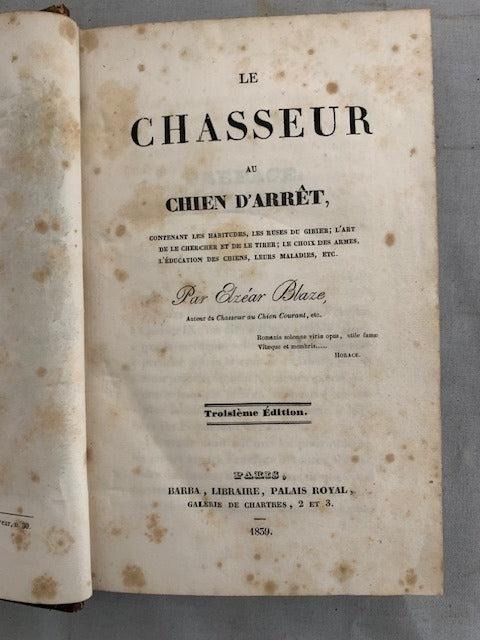 LE
CHASSEUR
AU
CHIEN D'ARRÊT,
CONTENANT LES HABITUDES, LES RUSES DU GIBIER; L'ART
DE LE CHERCHER ET DE LE TIRER; LE CHOIX DES ARMES,
L'ÉDUCATION DES CHIENS, LEURS MALADIES, ETC.
Par Elzéar Blaze,
Auteur du Chasseur au Chien Courant, etc.
Romanis solenne viris opus, utile famæ
Vitæque et membris.....
HORACE.
Troisième Édition.
PARIS,
BARBA, LIBRAIRE, PALAIS ROYAL,
GALERIE DE CHARTRES, 2 ET 3.
1839.